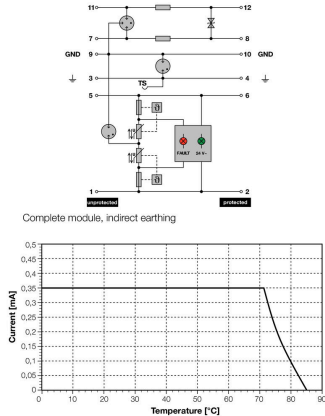 11 12
7 8
GND 9 10 GND
3 4
TS
5 6
ϑ
FAULT 24 V~
ϑ
1 2
unprotected protected
Complete module, indirect earthing
0,5
0,45
0,4
0,35
0,3
0,25
0,2
0,15
0,1
0,05
0
Current [mA]
0 10 20 30 40 50 60 70 80 90
Temperature [°C]